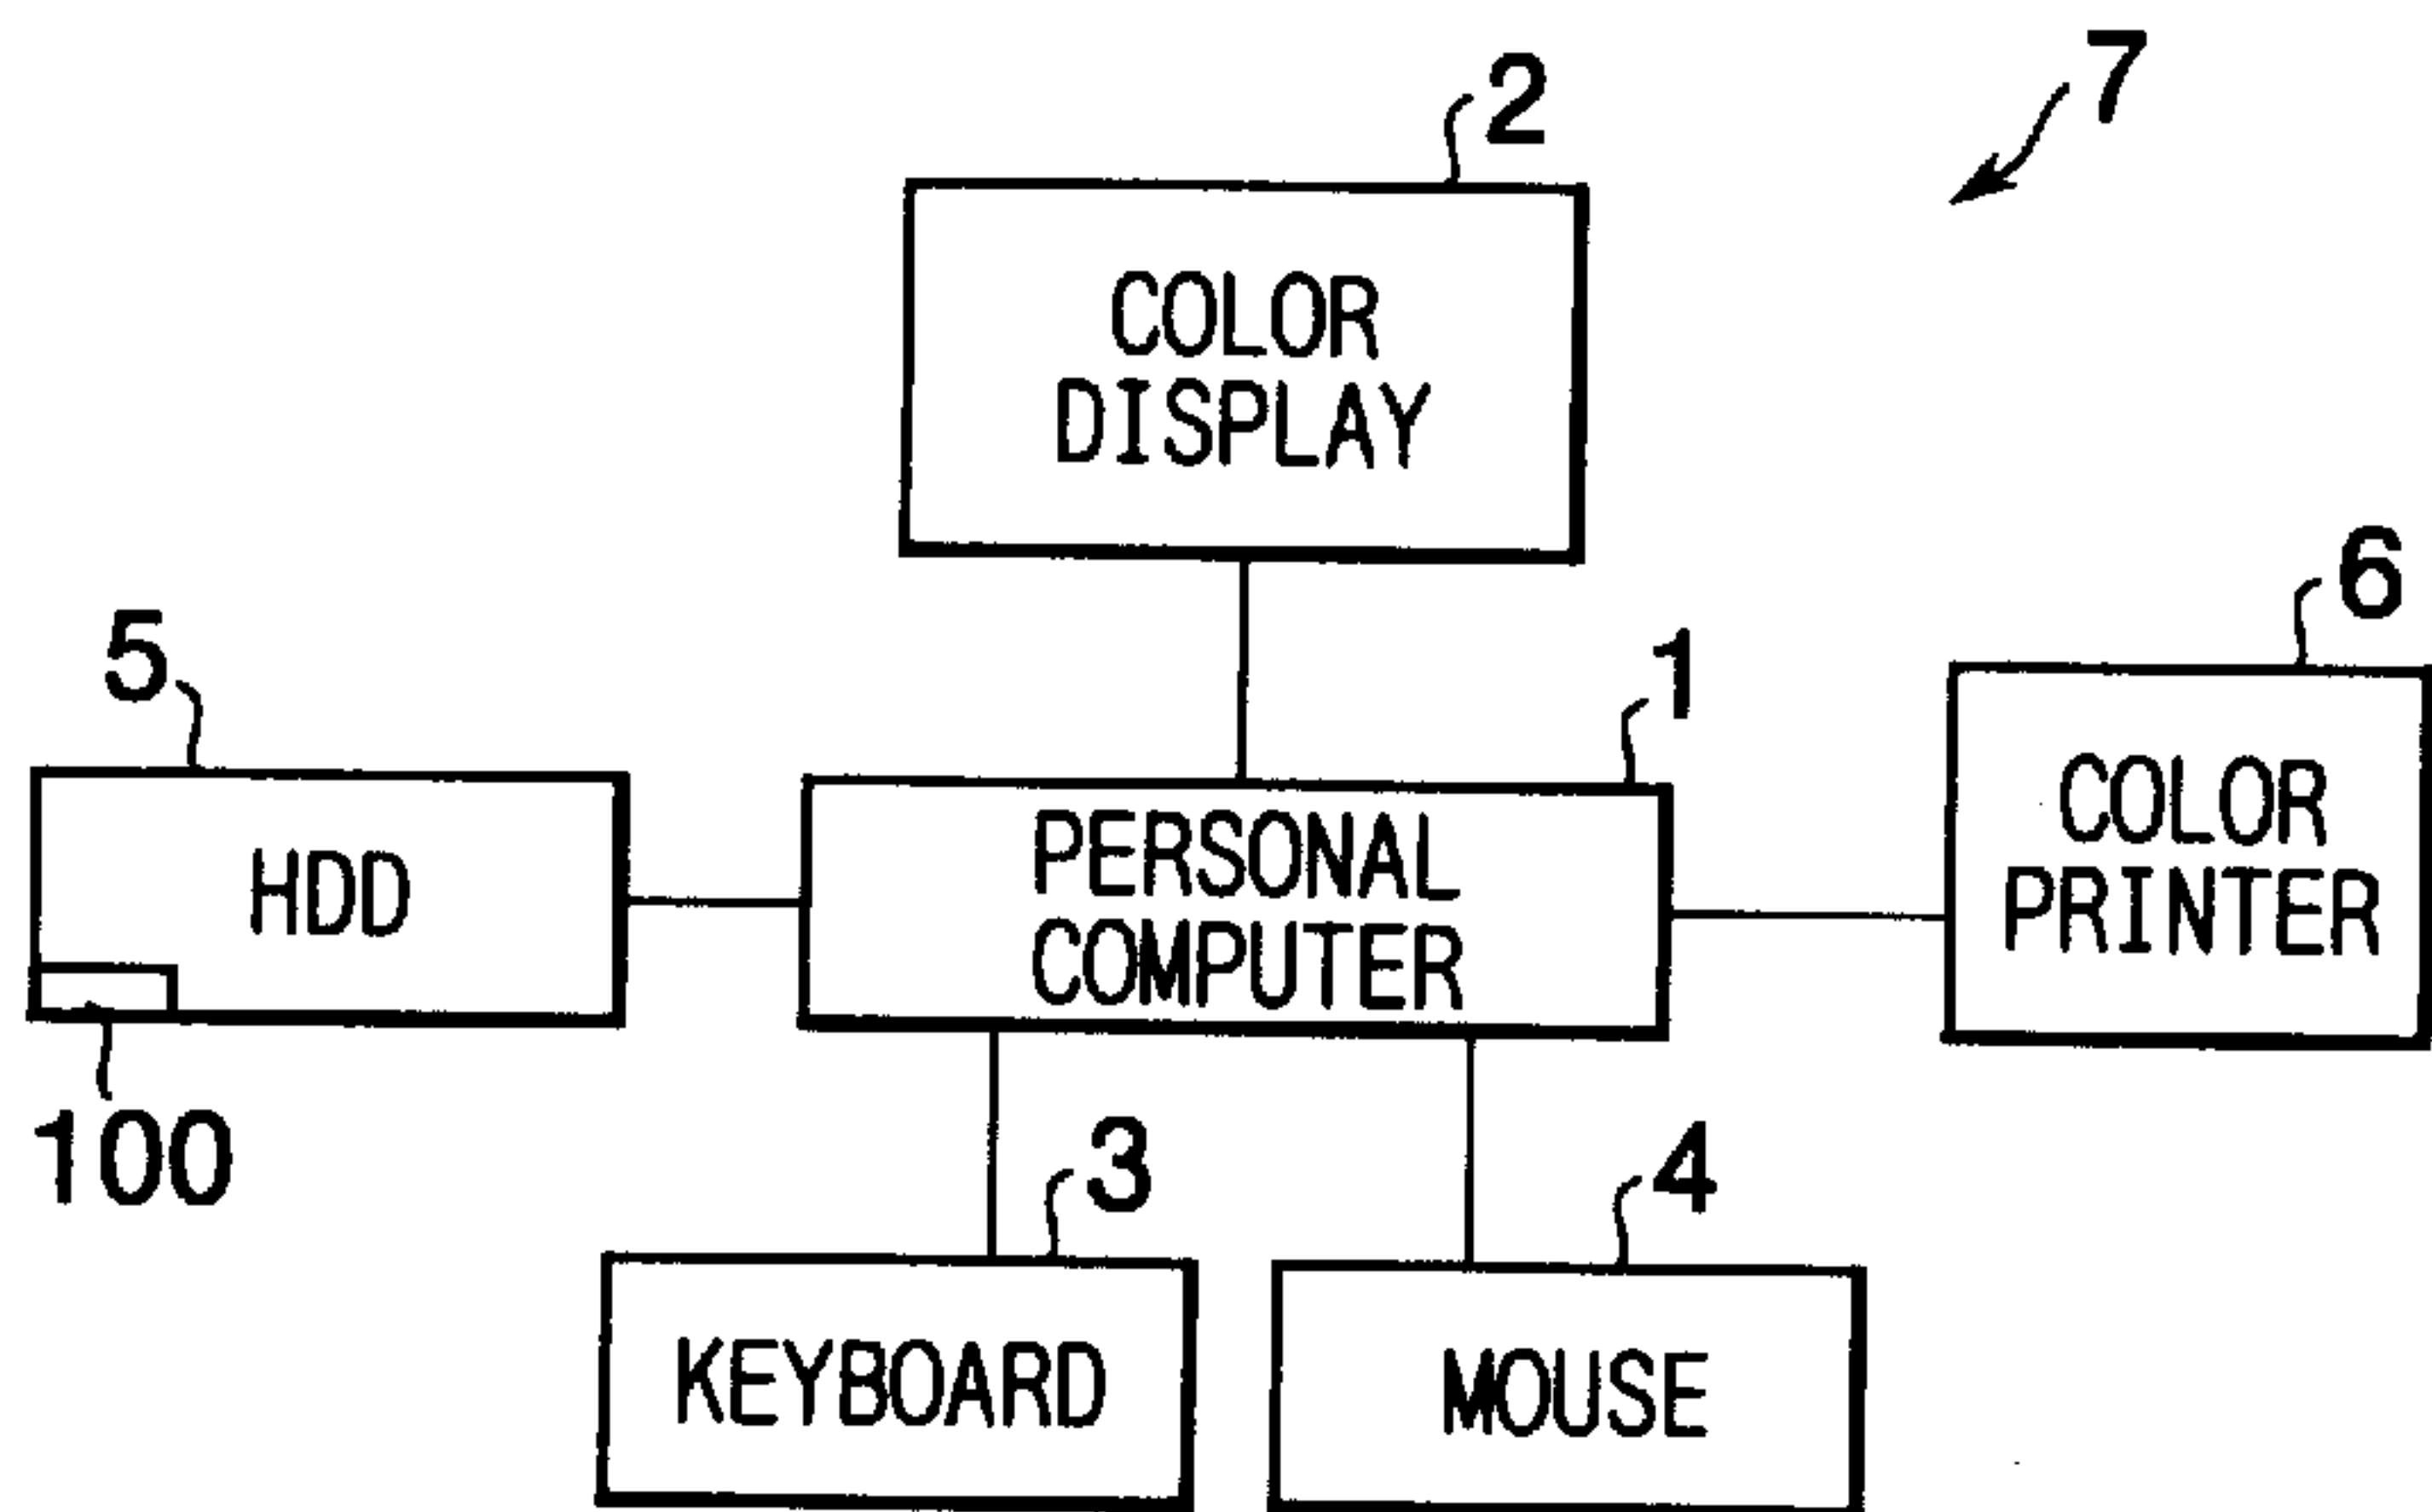 7
2
COLOR
DISPLAY
6
5
1
COLOR
PRINTER
HDD
PERSONAL
COMPUTER
100
3
4
KEYBOARD
MOUSE